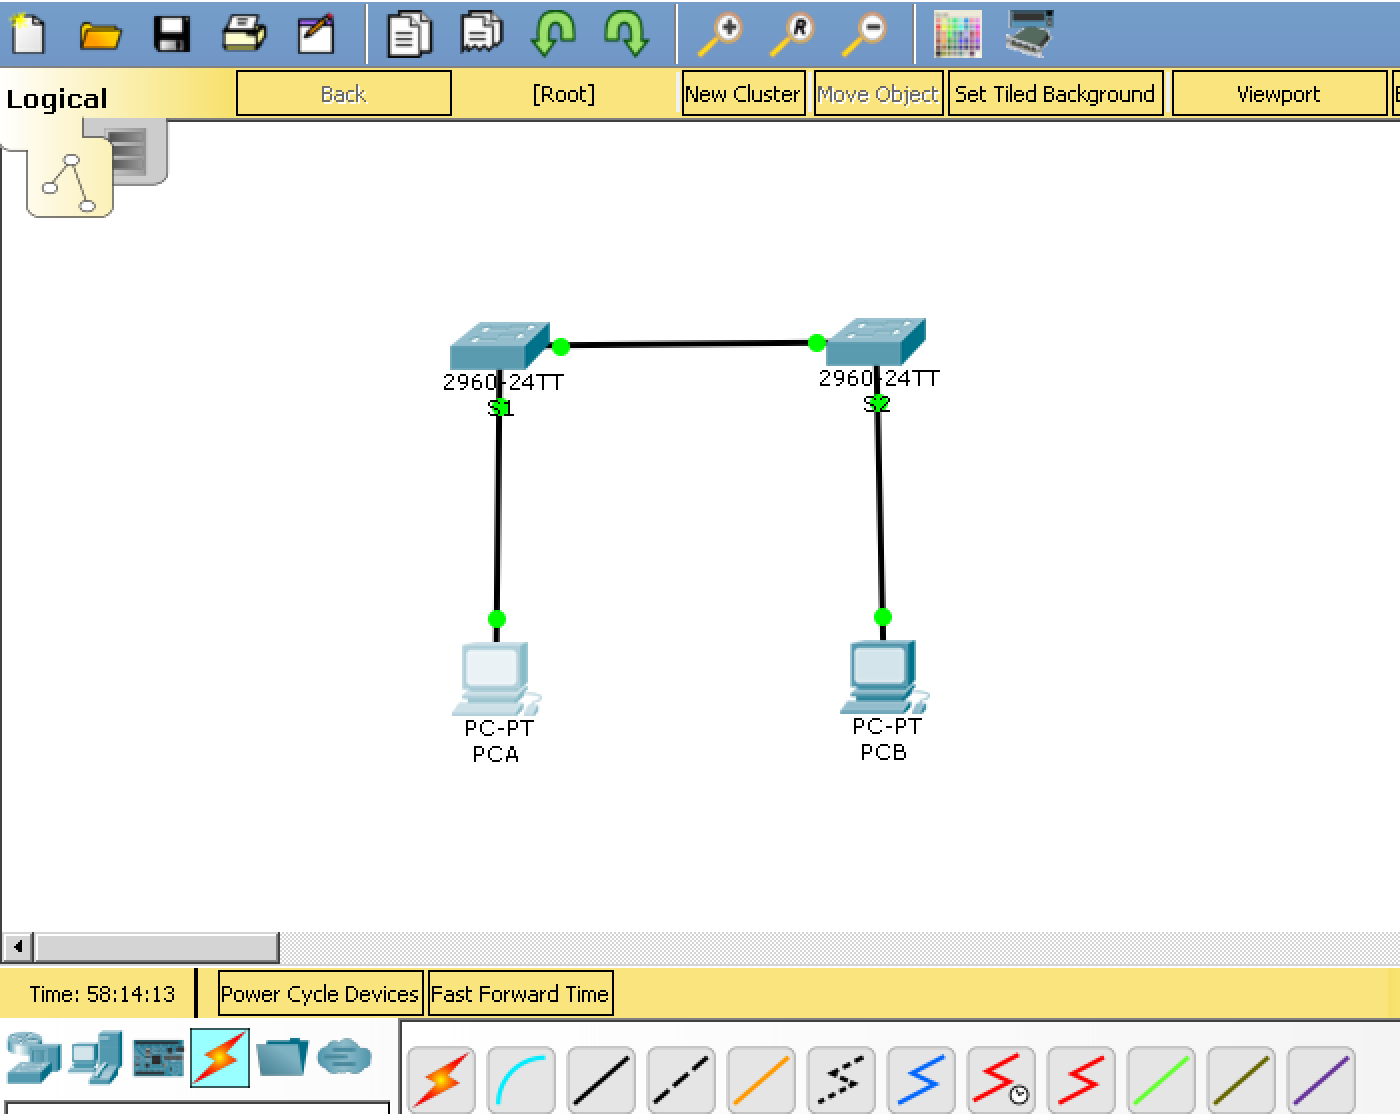 R
Logical
Back
[Root]
New Cluster
Move Object
Set Tiled Background
Viewport
2960-24TT
S1
2960-24TT
S2
PC-PT
PCA
PC-PT
PCB
Time: 58:14:13
Power Cycle Devices
Fast Forward Time